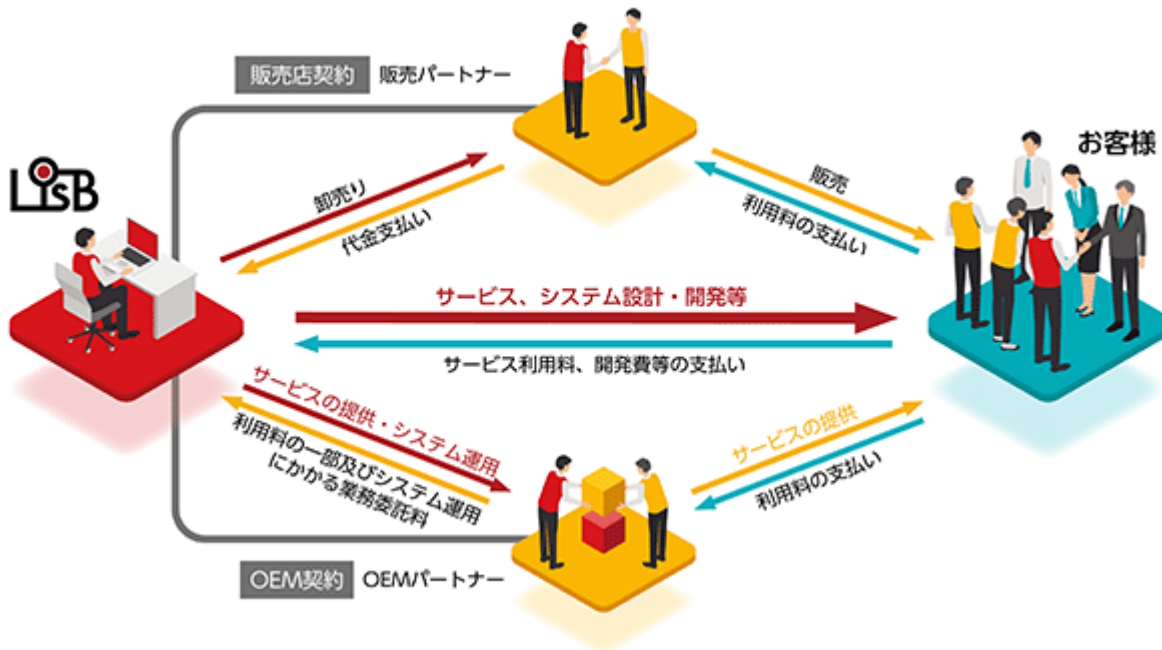 販売店契約 販売パートナー
お客様
LisB
卸売り
代金支払い
販売
利用料の支払い
サービス、システム設計・開発等
サービス利用料、開発費等の支払い
サービスの提供・システム運用
利用料の一部及びシステム運用
にかかる業務委託料
サービスの提供
利用料の支払い
OEM契約 OEMパートナー